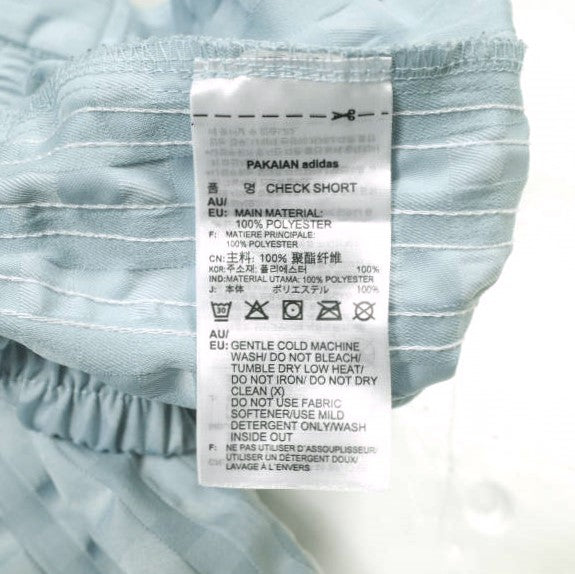 PAKAIAN adidas
품 명 CHECK SHORT
AU/
EU: MAIN MATERIAL:
100% POLYESTER
F: MATIERE PRINCIPALE:
100% POLYESTER
CN: 主料: 100% 聚酯纤维
KOR: 주소재: 폴리에스터 100%
IND: MATERIAL UTAMA: 100% POLYESTER
J: 本体 ポリエステル 100%
30
AU/
EU: GENTLE COLD MACHINE
WASH/ DO NOT BLEACH/
TUMBLE DRY LOW HEAT/
DO NOT IRON/ DO NOT DRY
CLEAN (X)
DO NOT USE FABRIC
SOFTENER/USE MILD
DETERGENT ONLY/WASH
INSIDE OUT
F: NE PAS UTILISER D'ASSOUPLISSEUR/
UTILISER UN DÉTERGENT DOUX/
LAVAGE À L'ENVERS